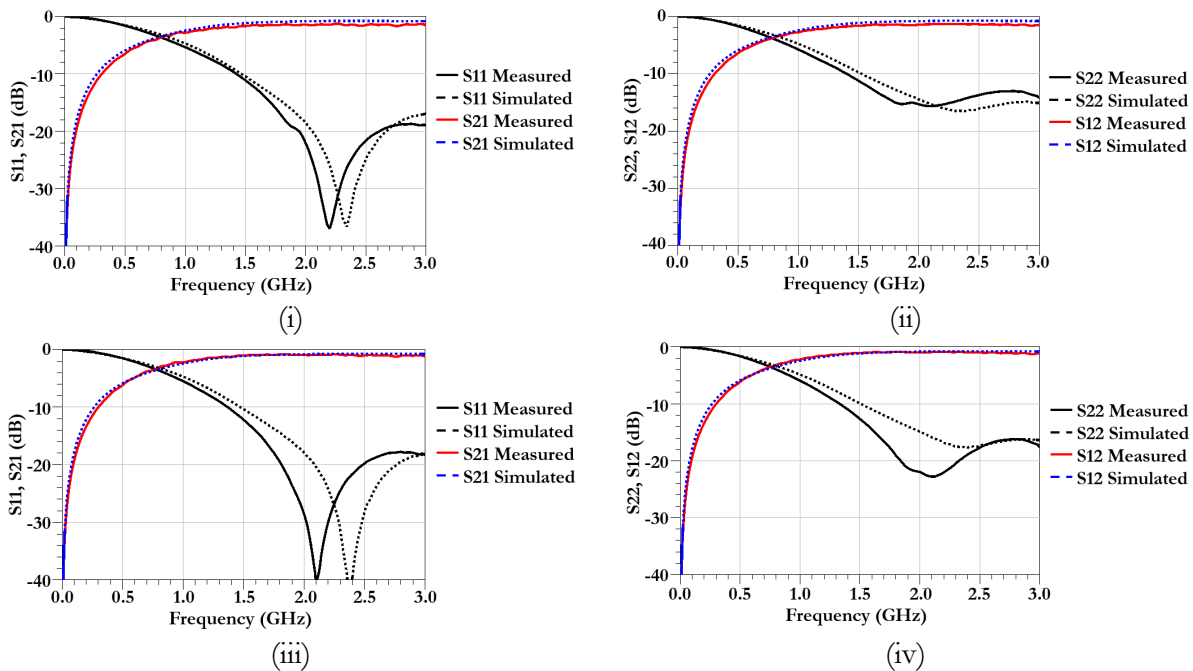 0
-10
-20
-30
-40
S11, S21 (dB)
0.0 0.5 1.0 1.5 2.0 2.5 3.0
Frequency (GHz)
S11 Measured
S11 Simulated
S21 Measured
S21 Simulated
(i)
0
-10
-20
-30
-40
S22, S12 (dB)
0.0 0.5 1.0 1.5 2.0 2.5 3.0
Frequency (GHz)
S22 Measured
S22 Simulated
S12 Measured
S12 Simulated
(ii)
0
-10
-20
-30
-40
S11, S21 (dB)
0.0 0.5 1.0 1.5 2.0 2.5 3.0
Frequency (GHz)
S11 Measured
S11 Simulated
S21 Measured
S21 Simulated
(iii)
0
-10
-20
-30
-40
S22, S12 (dB)
0.0 0.5 1.0 1.5 2.0 2.5 3.0
Frequency (GHz)
S22 Measured
S22 Simulated
S12 Measured
S12 Simulated
(iv)